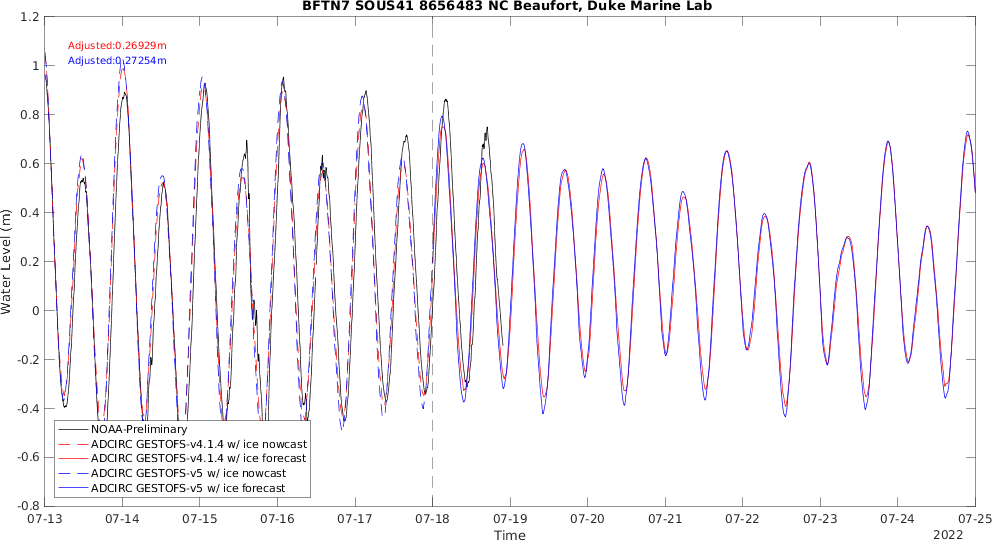 BFTN7 SOUS41 8656483 NC Beaufort, Duke Marine Lab
1.2
1
0.8
0.6
0.4
0.2
0
-0.2
-0.4
-0.6
-0.8
Water Level (m)
Adjusted:0.26929m
Adjusted:0.27254m
NOAA-Preliminary
ADCIRC GESTOFS-v4.1.4 w/ ice nowcast
ADCIRC GESTOFS-v4.1.4 w/ ice forecast
ADCIRC GESTOFS-v5 w/ ice nowcast
ADCIRC GESTOFS-v5 w/ ice forecast
07-13 07-14 07-15 07-16 07-17 07-18 07-19 07-20 07-21 07-22 07-23 07-24 07-25
Time
2022